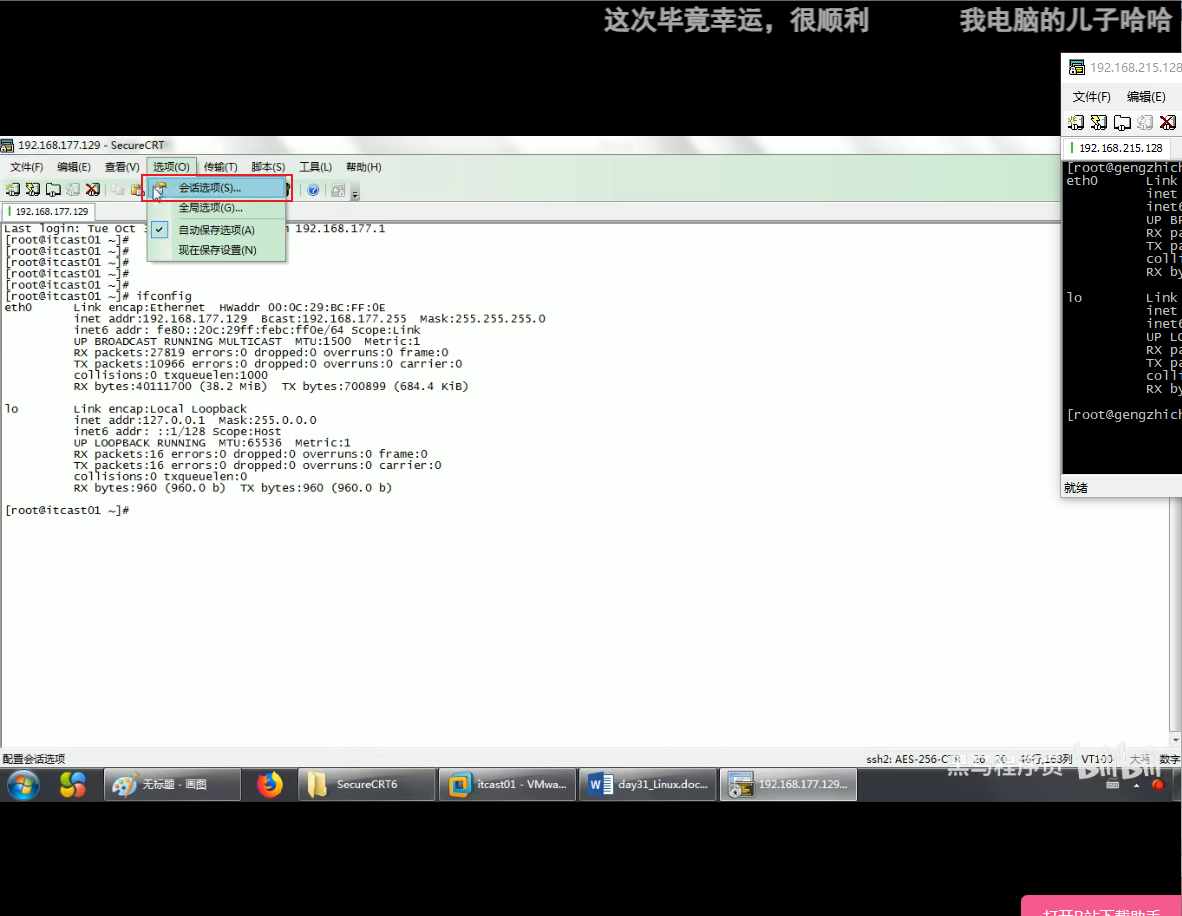 这次毕竟幸运，很顺利
我电脑的儿子哈哈
192.168.215.128
文件(F) 编辑(E)
192.168.215.128
[root@gengzhich
eth0 Link
inet
inet6
UP BR
RX pa
TX pa
colli
RX by
lo Link
inet
inet6
UP LO
RX pa
TX pa
colli
RX by
[root@gengzhich
就绪
192.168.177.129 - SecureCRT
文件(F) 编辑(E) 查看(V) 选项(O) 传输(T) 脚本(S) 工具(L) 帮助(H)
会话选项(S)...
全局选项(G)...
自动保存选项(A)
现在保存设置(N)
192.168.177.129
Last login: Tue Oct 192.168.177.1
[root@itcast01 ~]#
[root@itcast01 ~]#
[root@itcast01 ~]#
[root@itcast01 ~]#
[root@itcast01 ~]#
[root@itcast01 ~]# ifconfig
eth0 Link encap:Ethernet HWaddr 00:0C:29:BC:FF:0E
inet addr:192.168.177.129 Bcast:192.168.177.255 Mask:255.255.255.0
inet6 addr: fe80::20c:29ff:febc:ff0e/64 Scope:Link
UP BROADCAST RUNNING MULTICAST MTU:1500 Metric:1
RX packets:27819 errors:0 dropped:0 overruns:0 frame:0
TX packets:10966 errors:0 dropped:0 overruns:0 carrier:0
collisions:0 txqueuelen:1000
RX bytes:40111700 (38.2 MiB) TX bytes:700899 (684.4 KiB)
lo Link encap:Local Loopback
inet addr:127.0.0.1 Mask:255.0.0.0
inet6 addr: ::1/128 Scope:Host
UP LOOPBACK RUNNING MTU:65536 Metric:1
RX packets:16 errors:0 dropped:0 overruns:0 frame:0
TX packets:16 errors:0 dropped:0 overruns:0 carrier:0
collisions:0 txqueuelen:0
RX bytes:960 (960.0 b) TX bytes:960 (960.0 b)
[root@itcast01 ~]#
配置会话选项
ssh2: AES-256-CTR 26, 20 46行,163列 VT100 大写 数字
黑马程序员 bilibili
无标题 - 画图
SecureCRT6
itcast01 - VMwa...
day31_Linux.doc...
192.168.177.129...
打开B站下载助手